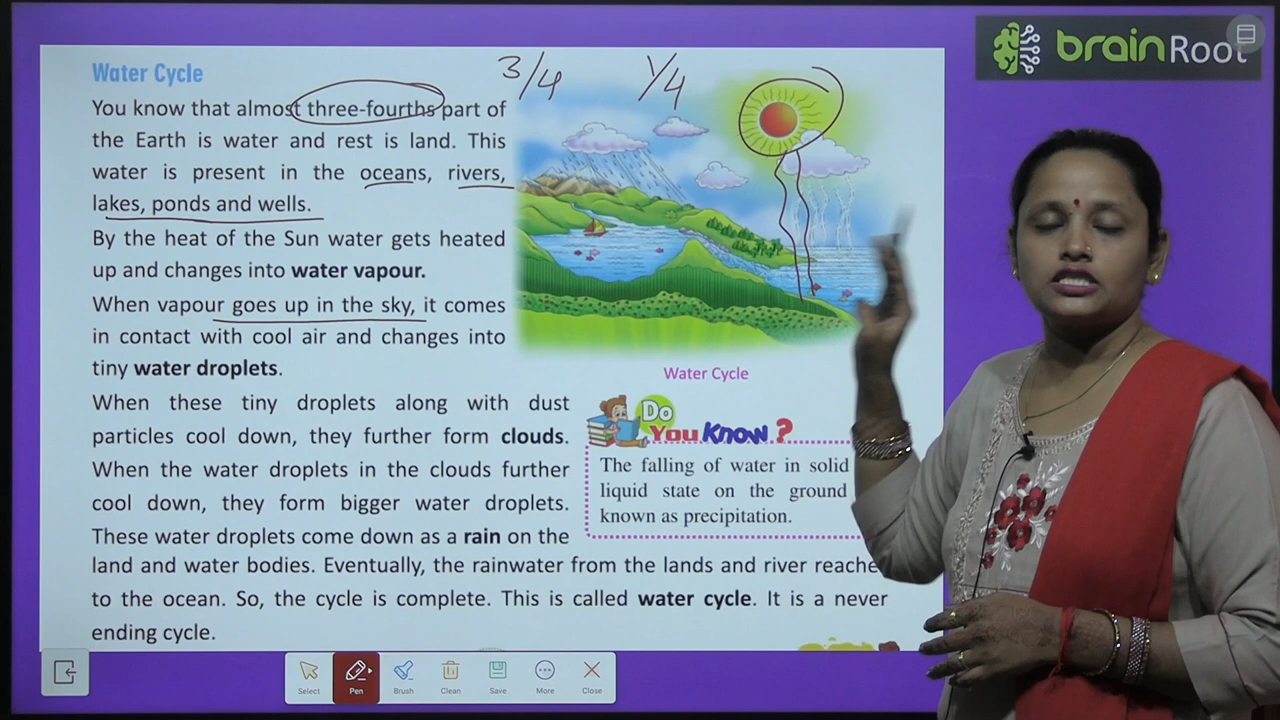 brainRoot
Water Cycle
3/4 1/4
You know that almost three-fourths part of
the Earth is water and rest is land. This
water is present in the oceans, rivers,
lakes, ponds and wells.
By the heat of the Sun water gets heated
up and changes into water vapour.
When vapour goes up in the sky, it comes
in contact with cool air and changes into
tiny water droplets.
Water Cycle
When these tiny droplets along with dust
particles cool down, they further form clouds.
When the water droplets in the clouds further
cool down, they form bigger water droplets.
These water droplets come down as a rain on the
land and water bodies. Eventually, the rainwater from the lands and river reache
to the ocean. So, the cycle is complete. This is called water cycle. It is a never
ending cycle.
Do
You Know?
The falling of water in solid
liquid state on the ground
known as precipitation.
Select Pen Brush Clean Save More Close